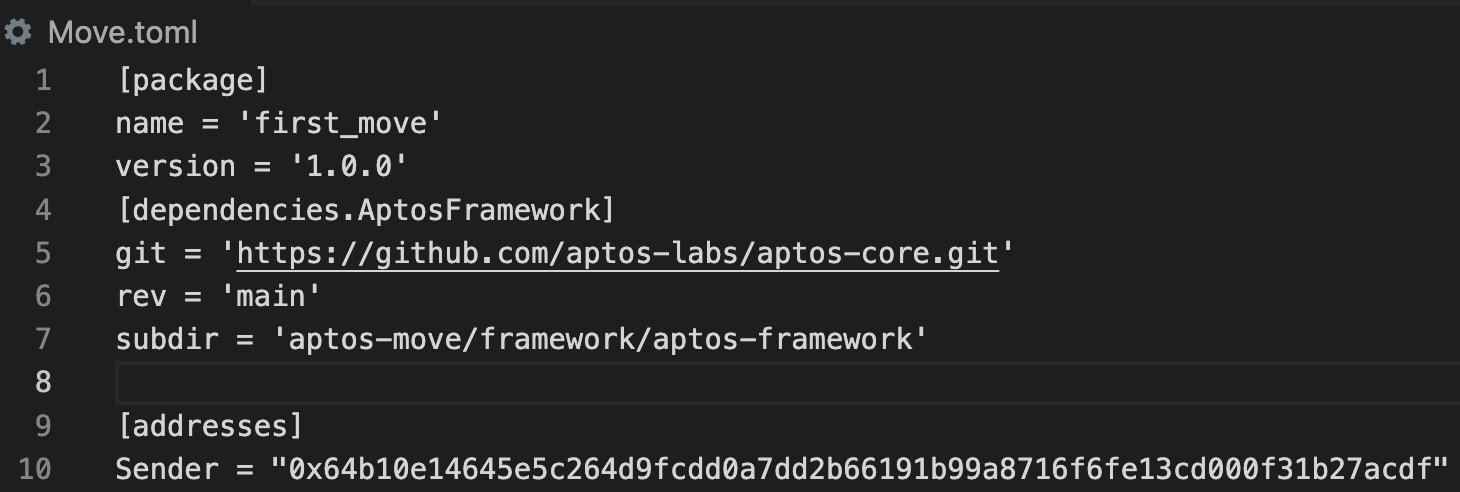 Move.toml
1 [package]
2 name = 'first_move'
3 version = '1.0.0'
4 [dependencies.AptosFramework]
5 git = 'https://github.com/aptos-labs/aptos-core.git'
6 rev = 'main'
7 subdir = 'aptos-move/framework/aptos-framework'
8
9 [addresses]
10 Sender = "0x64b10e14645e5c264d9fcdd0a7dd2b66191b99a8716f6fe13cd000f31b27acdf"